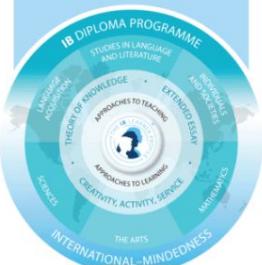 IB DIPLOMA PROGRAMME
STUDIES IN LANGUAGE
AND LITERATURE
LANGUAGE
ACQUISITION
INDIVIDUALS
AND SOCIETIES
THEORY OF KNOWLEDGE
EXTENDED ESSAY
APPROACHES TO TEACHING
APPROACHES TO LEARNING
CREATIVITY, ACTIVITY, SERVICE
SCIENCES
MATHEMATICS
THE ARTS
INTERNATIONAL-MINDEDNESS